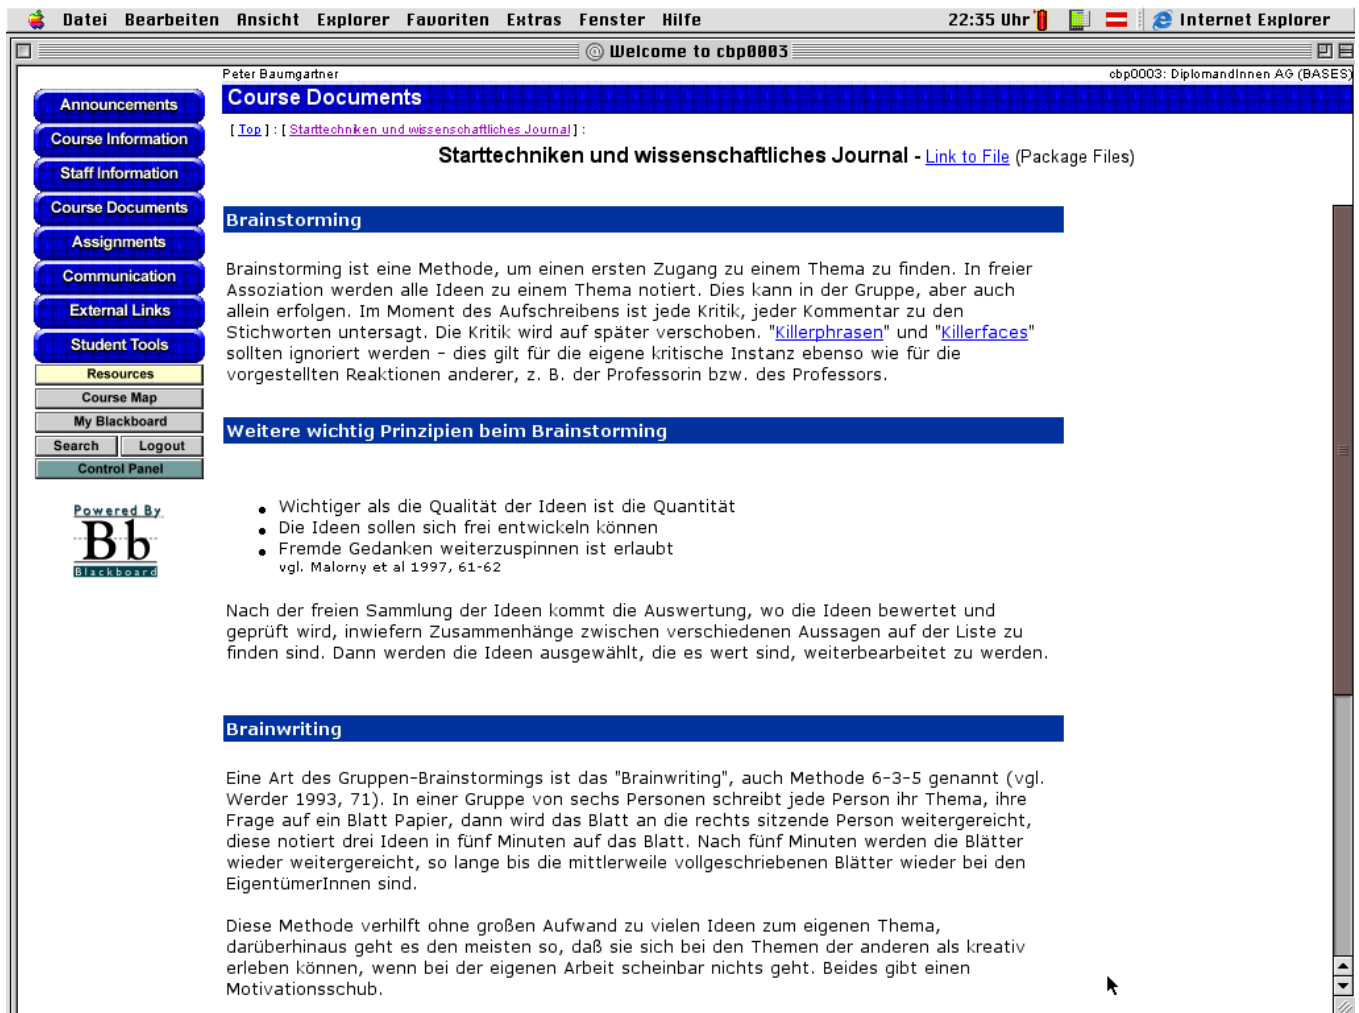 Datei Bearbeiten Ansicht Explorer Favoriten Extras Fenster Hilfe 22:35 Uhr Internet Explorer
Welcome to cbp0003
Peter Baumgartner cbp0003: DiplomandInnen AG (BASES)
Announcements
Course Information
Staff Information
Course Documents
Assignments
Communication
External Links
Student Tools
Resources
Course Map
My Blackboard
Search Logout
Control Panel
Powered By
Bb
Blackboard
Course Documents
[ Top ] : [ Starttechniken und wissenschaftliches Journal ] :
Starttechniken und wissenschaftliches Journal - Link to File (Package Files)
Brainstorming
Brainstorming ist eine Methode, um einen ersten Zugang zu einem Thema zu finden. In freier
Assoziation werden alle Ideen zu einem Thema notiert. Dies kann in der Gruppe, aber auch
allein erfolgen. Im Moment des Aufschreibens ist jede Kritik, jeder Kommentar zu den
Stichworten untersagt. Die Kritik wird auf später verschoben. "Killerphrasen" und "Killerfaces"
sollten ignoriert werden - dies gilt für die eigene kritische Instanz ebenso wie für die
vorgestellten Reaktionen anderer, z. B. der Professorin bzw. des Professors.
Weitere wichtig Prinzipien beim Brainstorming
• Wichtiger als die Qualität der Ideen ist die Quantität
• Die Ideen sollen sich frei entwickeln können
• Fremde Gedanken weiterzuspinnen ist erlaubt
vgl. Malorny et al 1997, 61-62
Nach der freien Sammlung der Ideen kommt die Auswertung, wo die Ideen bewertet und
geprüft wird, inwiefern Zusammenhänge zwischen verschiedenen Aussagen auf der Liste zu
finden sind. Dann werden die Ideen ausgewählt, die es wert sind, weiterbearbeitet zu werden.
Brainwriting
Eine Art des Gruppen-Brainstormings ist das "Brainwriting", auch Methode 6-3-5 genannt (vgl.
Werder 1993, 71). In einer Gruppe von sechs Personen schreibt jede Person ihr Thema, ihre
Frage auf ein Blatt Papier, dann wird das Blatt an die rechts sitzende Person weitergereicht,
diese notiert drei Ideen in fünf Minuten auf das Blatt. Nach fünf Minuten werden die Blätter
wieder weitergereicht, so lange bis die mittlerweile vollgeschriebenen Blätter wieder bei den
EigentümerInnen sind.
Diese Methode verhilft ohne großen Aufwand zu vielen Ideen zum eigenen Thema,
darüberhinaus geht es den meisten so, daß sie sich bei den Themen der anderen als kreativ
erleben können, wenn bei der eigenen Arbeit scheinbar nichts geht. Beides gibt einen
Motivationsschub.